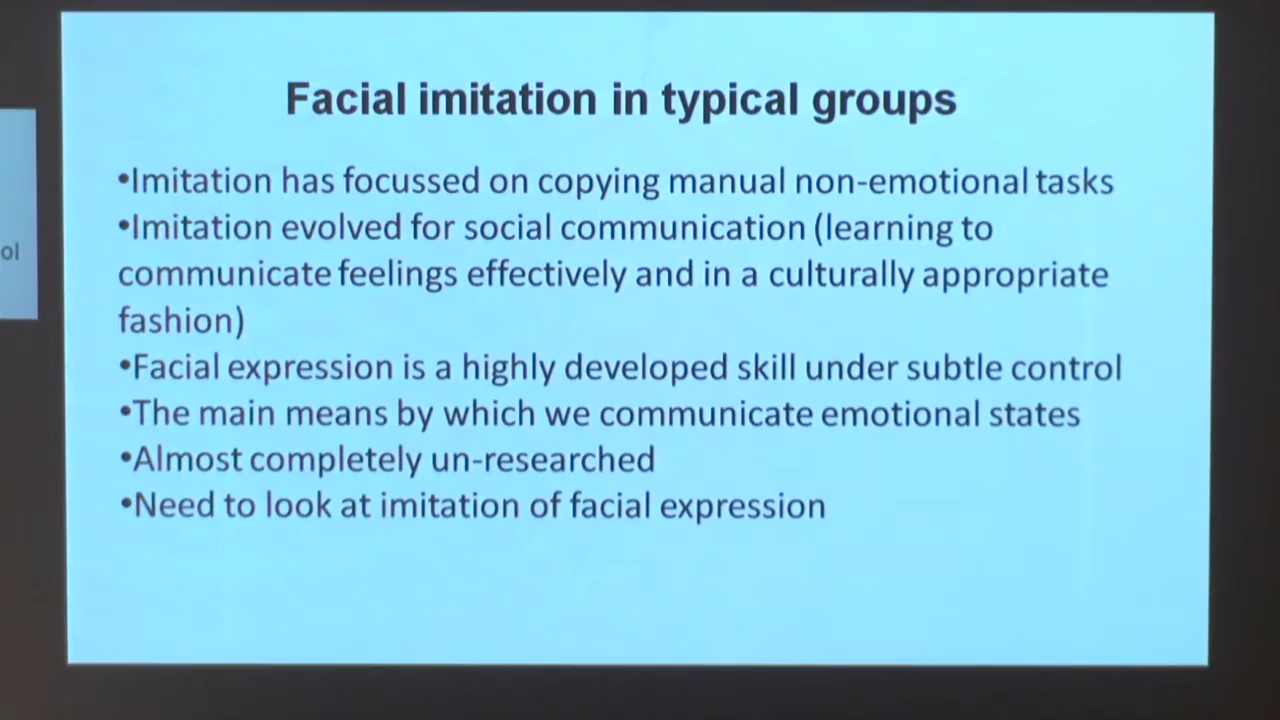 Facial imitation in typical groups
•Imitation has focussed on copying manual non-emotional tasks
•Imitation evolved for social communication (learning to
communicate feelings effectively and in a culturally appropriate
fashion)
•Facial expression is a highly developed skill under subtle control
•The main means by which we communicate emotional states
•Almost completely un-researched
•Need to look at imitation of facial expression
ol